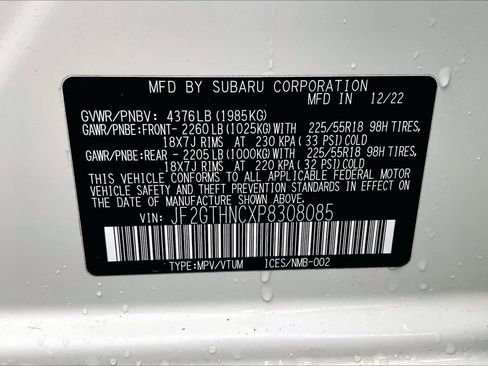 MFD BY SUBARU CORPORATION
GVWR/PNBV: 4376LB (1985KG) 12/22
GAWR/PNBE:FRONT- 2260LB (1025KG)WITH 225/55R18 98H TIRES,
18X7J RIMS AT 230 KPA (33 PSI)COLD
GAWR/PNBE:REAR - 2205LB (1000KG)WITH 225/55R18 98H TIRES,
18X7J RIMS AT 220 KPA (32 PSI)COLD
THIS VEHICLE CONFORMS TO ALL APPLICABLE FEDERAL MOTOR
VEHICLE SAFETY AND THEFT PREVENTION STANDARDS IN EFFECT
ON THE DATE OF MANUFACTURE SHOWN ABOVE.
VIN: JF2GTHNCXP8308085
TYPE:MPV/VTUM ICES/NMB-002